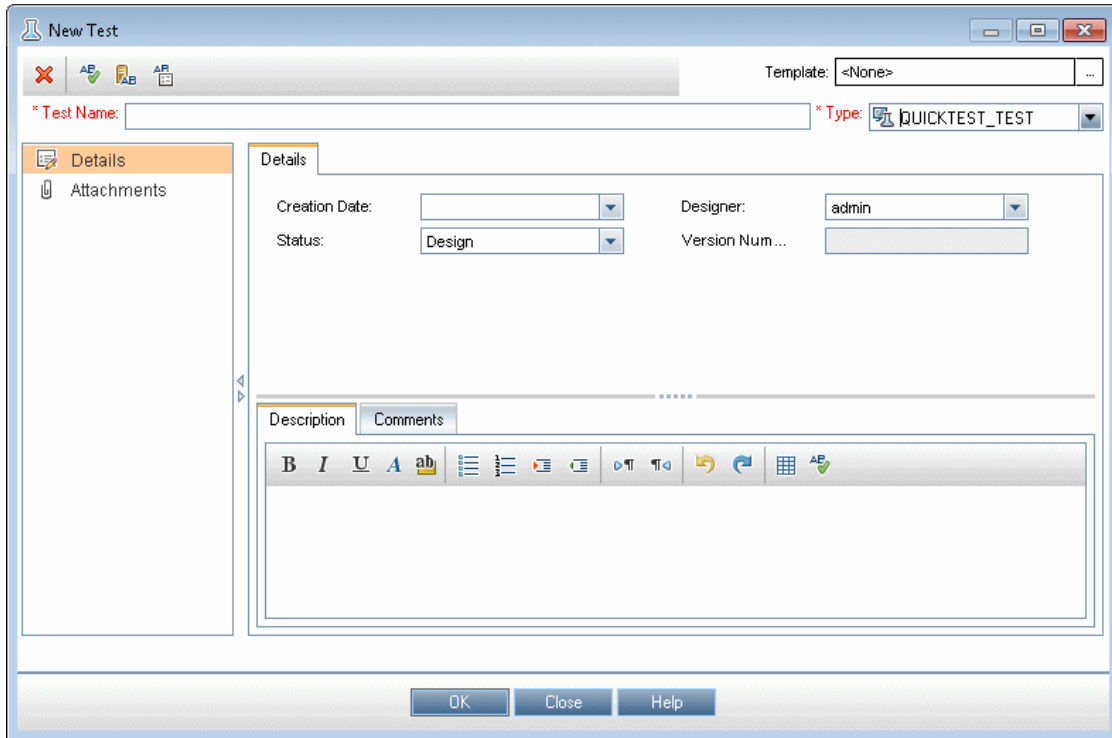 New Test
Template: <None> ...
* Test Name: * Type: QUICKTEST_TEST
Details
Attachments
Details
Creation Date: Designer: admin
Status: Design Version Num...
Description Comments
B I U A ab
OK Close Help